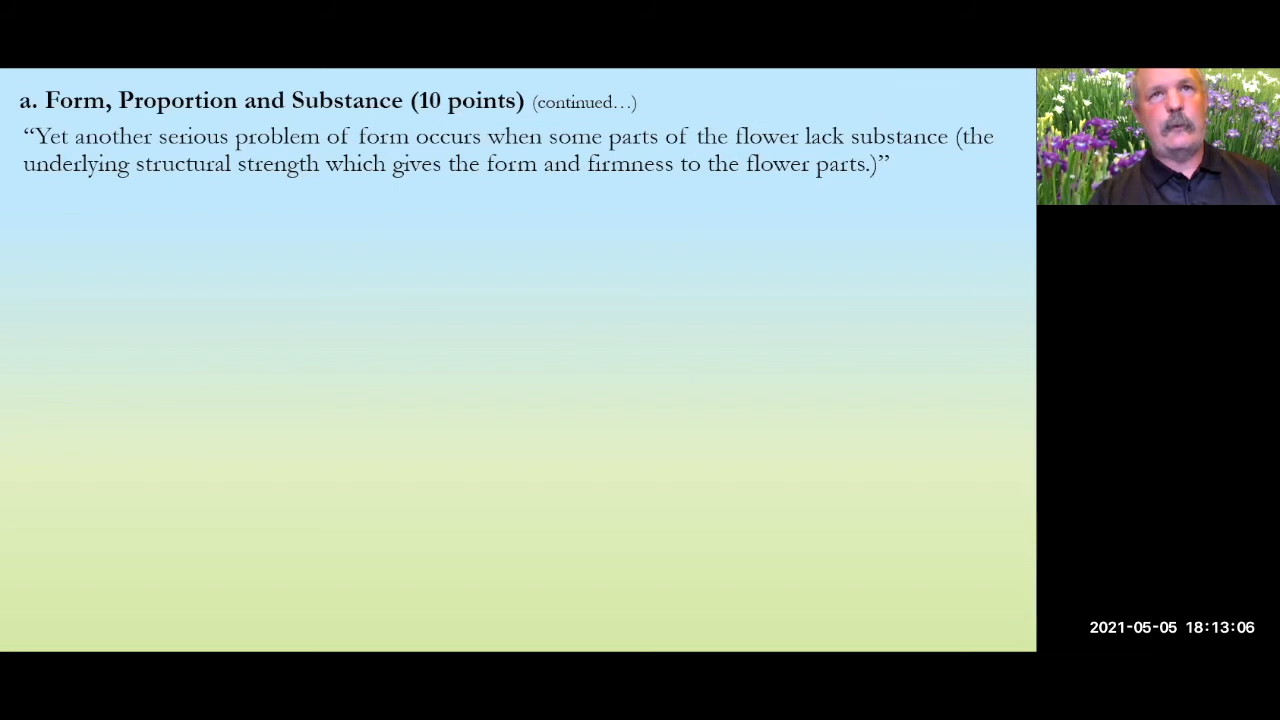 a. Form, Proportion and Substance (10 points) (continued…)
“Yet another serious problem of form occurs when some parts of the flower lack substance (the
underlying structural strength which gives the form and firmness to the flower parts.)”
2021-05-05 18:13:06